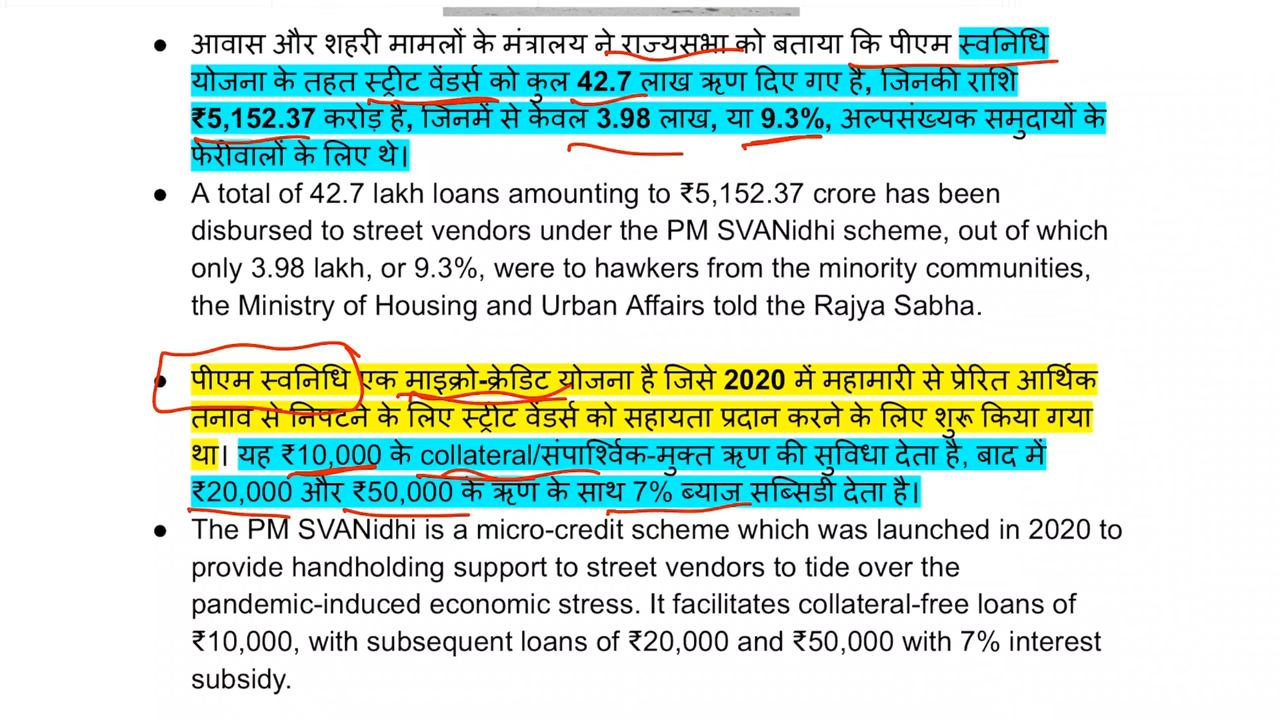 ● आवास और शहरी मामलों के मंत्रालय ने राज्यसभा को बताया कि पीएम स्वनिधि
योजना के तहत स्ट्रीट वेंडर्स को कुल 42.7 लाख ऋण दिए गए हैं, जिनकी राशि
₹5,152.37 करोड़ है, जिनमें से केवल 3.98 लाख, या 9.3%, अल्पसंख्यक समुदायों के
फेरीवालों के लिए थे।
● A total of 42.7 lakh loans amounting to ₹5,152.37 crore has been
disbursed to street vendors under the PM SVANidhi scheme, out of which
only 3.98 lakh, or 9.3%, were to hawkers from the minority communities,
the Ministry of Housing and Urban Affairs told the Rajya Sabha.
● पीएम स्वनिधि एक माइक्रो-क्रेडिट योजना है जिसे 2020 में महामारी से प्रेरित आर्थिक
तनाव से निपटने के लिए स्ट्रीट वेंडर्स को सहायता प्रदान करने के लिए शुरू किया गया
था। यह ₹10,000 के collateral/संपार्श्विक-मुक्त ऋण की सुविधा देता है, बाद में
₹20,000 और ₹50,000 के ऋण के साथ 7% ब्याज सब्सिडी देता है।
● The PM SVANidhi is a micro-credit scheme which was launched in 2020 to
provide handholding support to street vendors to tide over the
pandemic-induced economic stress. It facilitates collateral-free loans of
₹10,000, with subsequent loans of ₹20,000 and ₹50,000 with 7% interest
subsidy.